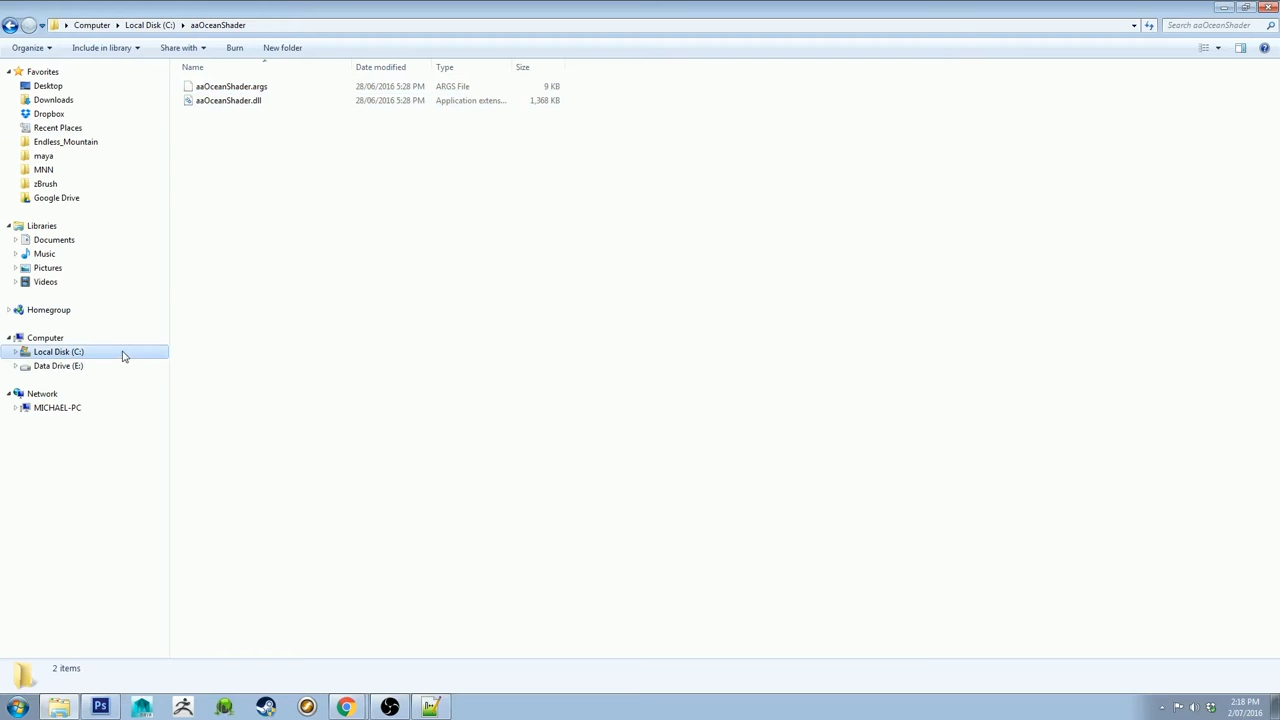 Computer Local Disk (C:) aaOceanShader
Search aaOceanShader
Organize Include in library Share with Burn New folder
Name Date modified Type Size
Favorites
Desktop
Downloads
Dropbox
Recent Places
Endless_Mountain
maya
MNN
zBrush
Google Drive
Libraries
Documents
Music
Pictures
Videos
Homegroup
Computer
Local Disk (C:)
Data Drive (E:)
Network
MICHAEL-PC
aaOceanShader.args 28/06/2016 5:28 PM ARGS File 9 KB
aaOceanShader.dll 28/06/2016 5:28 PM Application extens... 1,368 KB
2 items
Ps
2:18 PM
2/07/2016